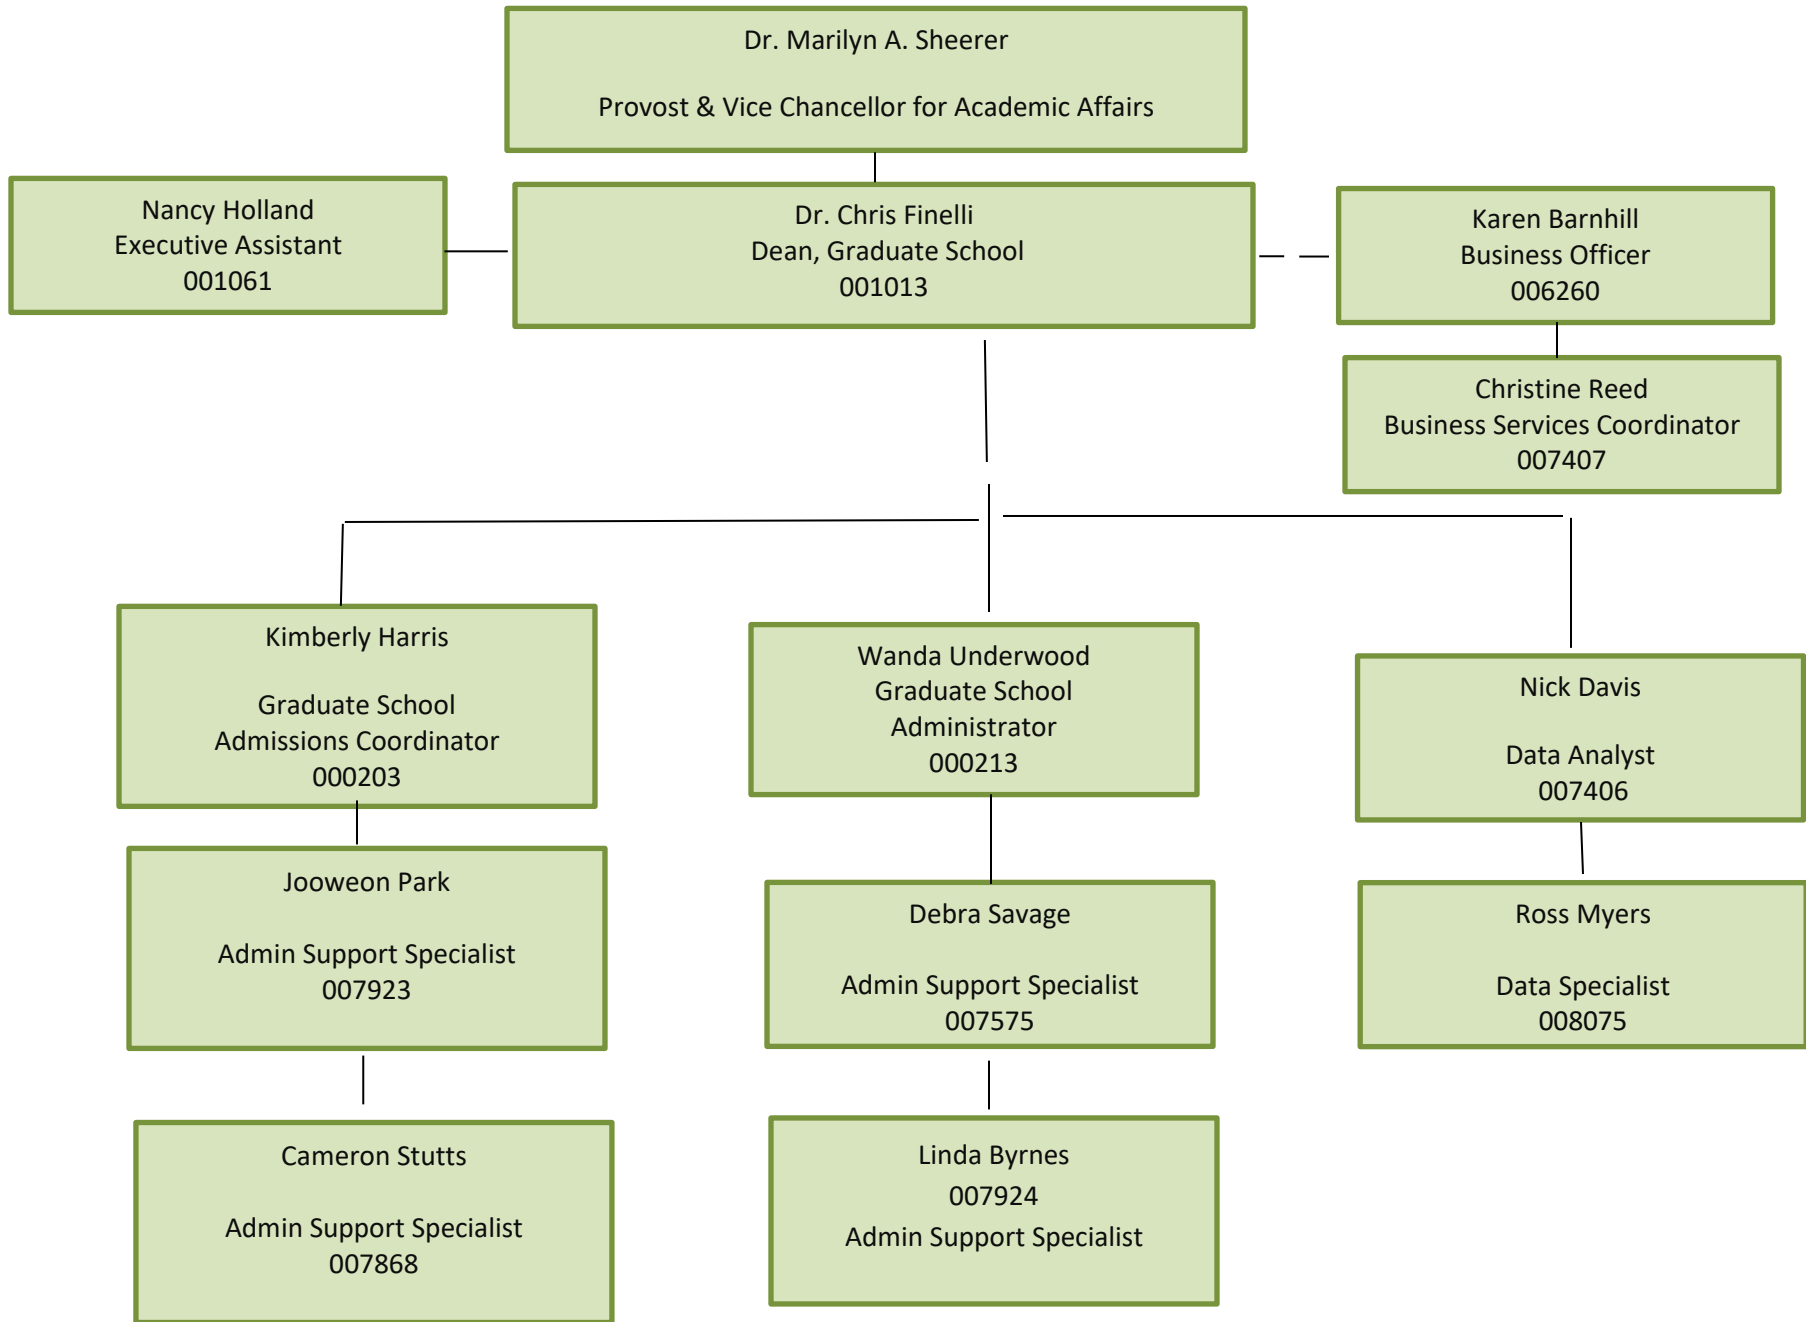 Dr. Marilyn A. Sheerer
Provost & Vice Chancellor for Academic Affairs
Nancy Holland
Executive Assistant
001061
Dr. Chris Finelli
Dean, Graduate School
001013
Karen Barnhill
Business Officer
006260
Christine Reed
Business Services Coordinator
007407
Kimberly Harris
Graduate School
Admissions Coordinator
000203
Wanda Underwood
Graduate School
Administrator
000213
Nick Davis
Data Analyst
007406
Jooweon Park
Admin Support Specialist
007923
Debra Savage
Admin Support Specialist
007575
Ross Myers
Data Specialist
008075
Cameron Stutts
Admin Support Specialist
007868
Linda Byrnes
007924
Admin Support Specialist